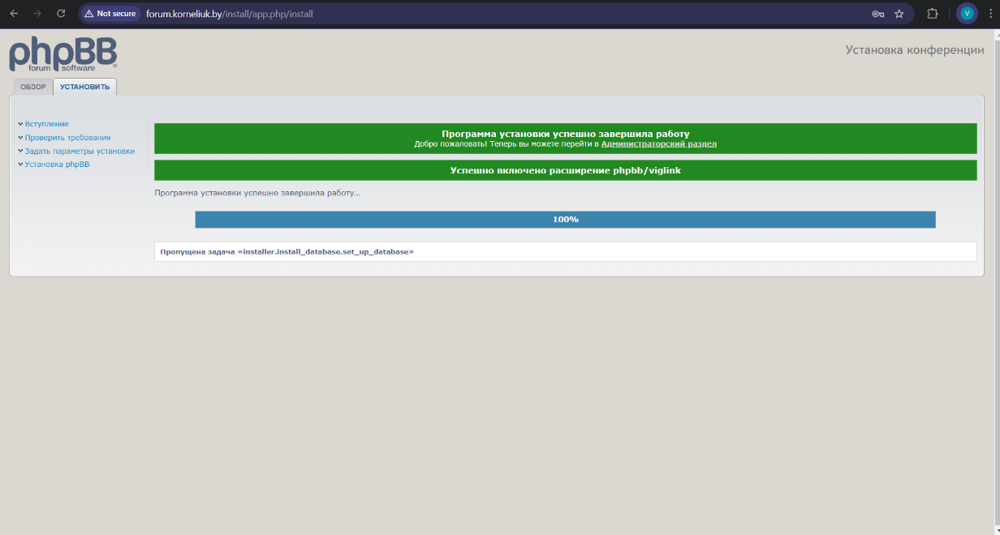 Not secure
forum.korneliuk.by/install/app.php/install
V
phpBB
forum software
®
Установка конференции
ОБЗОР
УСТАНОВИТЬ
Вступление
Проверить требования
Задать параметры установки
Установка phpBB
Программа установки успешно завершила работу
Добро пожаловать! Теперь вы можете перейти в Администраторский раздел
Успешно включено расширение phpbb/viglink
Программа установки успешно завершила работу...
100%
Пропущена задача «installer.install_database.set_up_database»